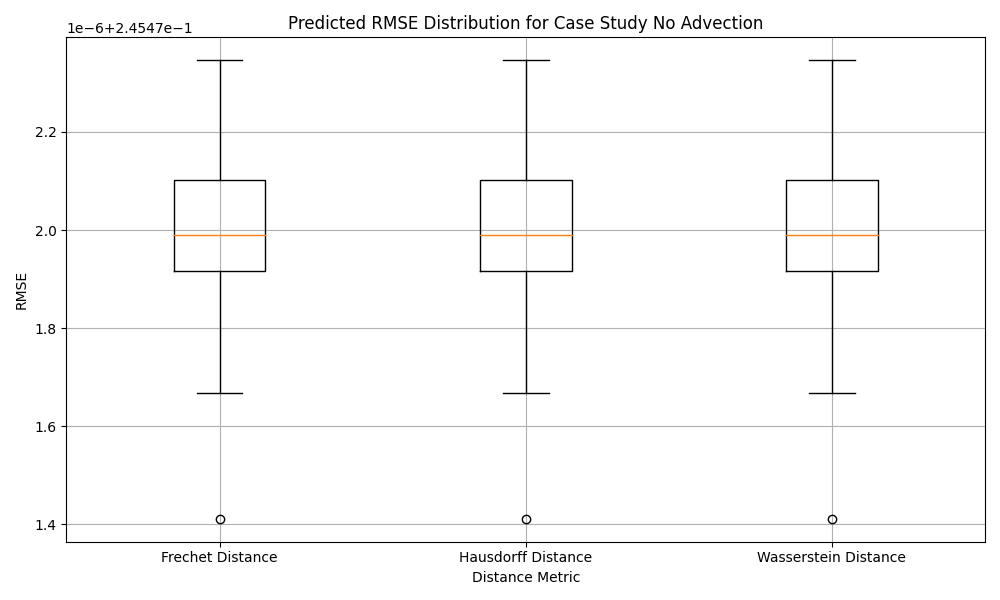 Predicted RMSE Distribution for Case Study No Advection
1e−6+2.4547e−1
2.2
2.0
1.8
1.6
1.4
RMSE
Frechet Distance
Hausdorff Distance
Wasserstein Distance
Distance Metric